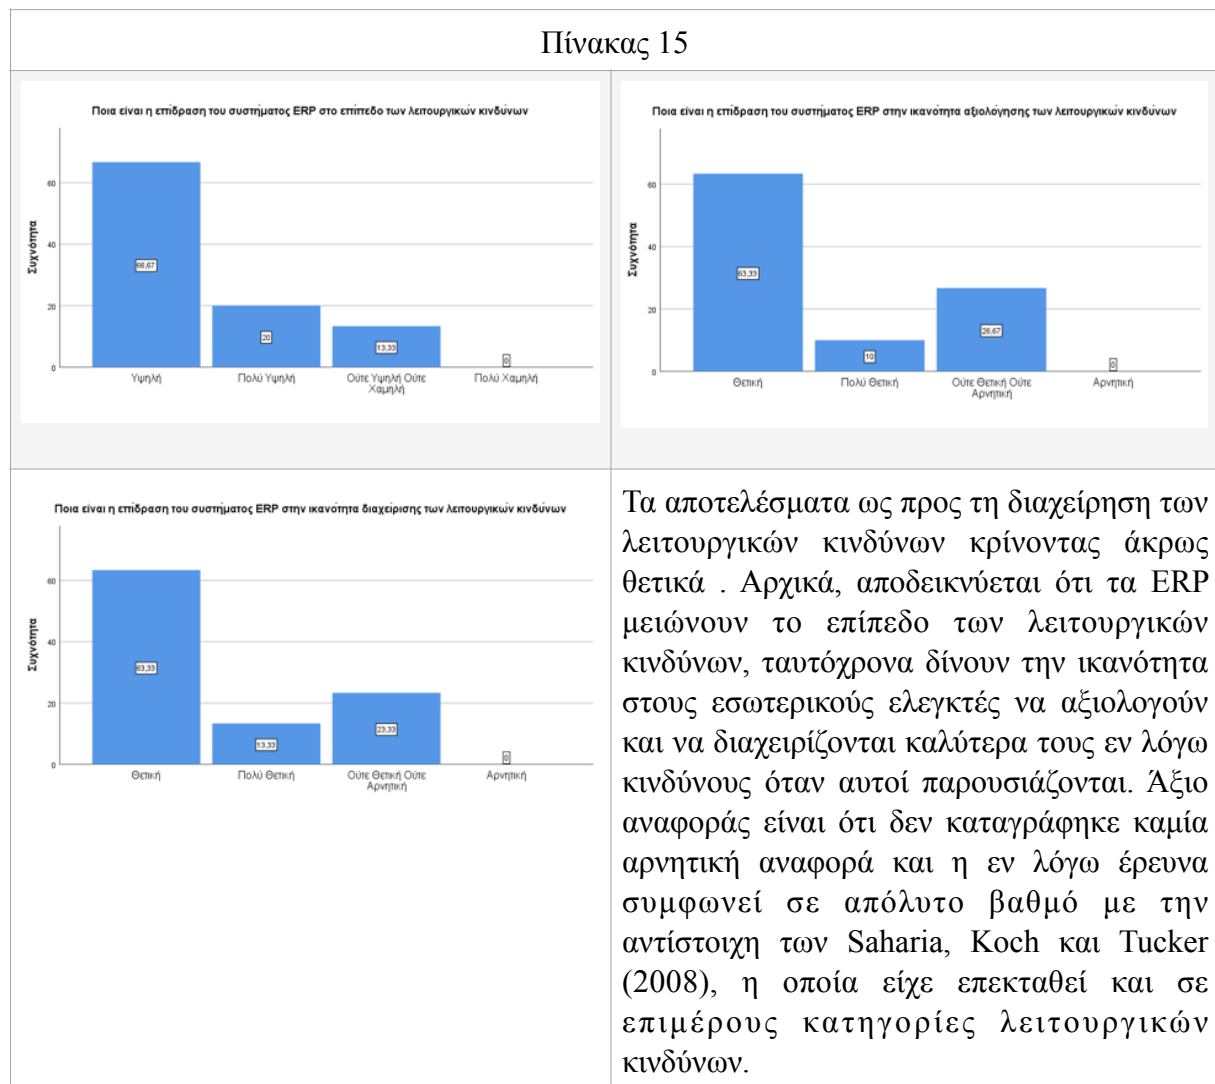 Πίνακας 15
Ποια είναι η επίδραση του συστήματος ERP στο επίπεδο των λειτουργικών κινδύνων
Συχνότητα
60
40
20
0
66,67
20
13,33
0
Υψηλή
Πολύ Υψηλή
Ούτε Υψηλή Ούτε
Χαμηλή
Πολύ Χαμηλή
Ποια είναι η επίδραση του συστήματος ERP στην ικανότητα αξιολόγησης των λειτουργικών κινδύνων
Συχνότητα
60
40
20
0
63,33
10
26,67
0
Θετική
Πολύ Θετική
Ούτε Θετική Ούτε
Αρνητική
Αρνητική
Ποια είναι η επίδραση του συστήματος ERP στην ικανότητα διαχείρισης των λειτουργικών κινδύνων
Συχνότητα
60
40
20
0
63,33
13,33
23,33
0
Θετική
Πολύ Θετική
Ούτε Θετική Ούτε
Αρνητική
Αρνητική
Τα αποτελέσματα ως προς τη διαχείρηση των
λειτουργικών κινδύνων κρίνοντας άκρως
θετικά . Αρχικά, αποδεικνύεται ότι τα ERP
μειώνουν το επίπεδο των λειτουργικών
κινδύνων, ταυτόχρονα δίνουν την ικανότητα
στους εσωτερικούς ελεγκτές να αξιολογούν
και να διαχειρίζονται καλύτερα τους εν λόγω
κινδύνους όταν αυτοί παρουσιάζονται. Άξιο
αναφοράς είναι ότι δεν καταγράφηκε καμία
αρνητική αναφορά και η εν λόγω έρευνα
συμφωνεί σε απόλυτο βαθμό με την
αντίστοιχη των Saharia, Koch και Tucker
(2008), η οποία είχε επεκταθεί και σε
επιμέρους κατηγορίες λειτουργικών
κινδύνων.